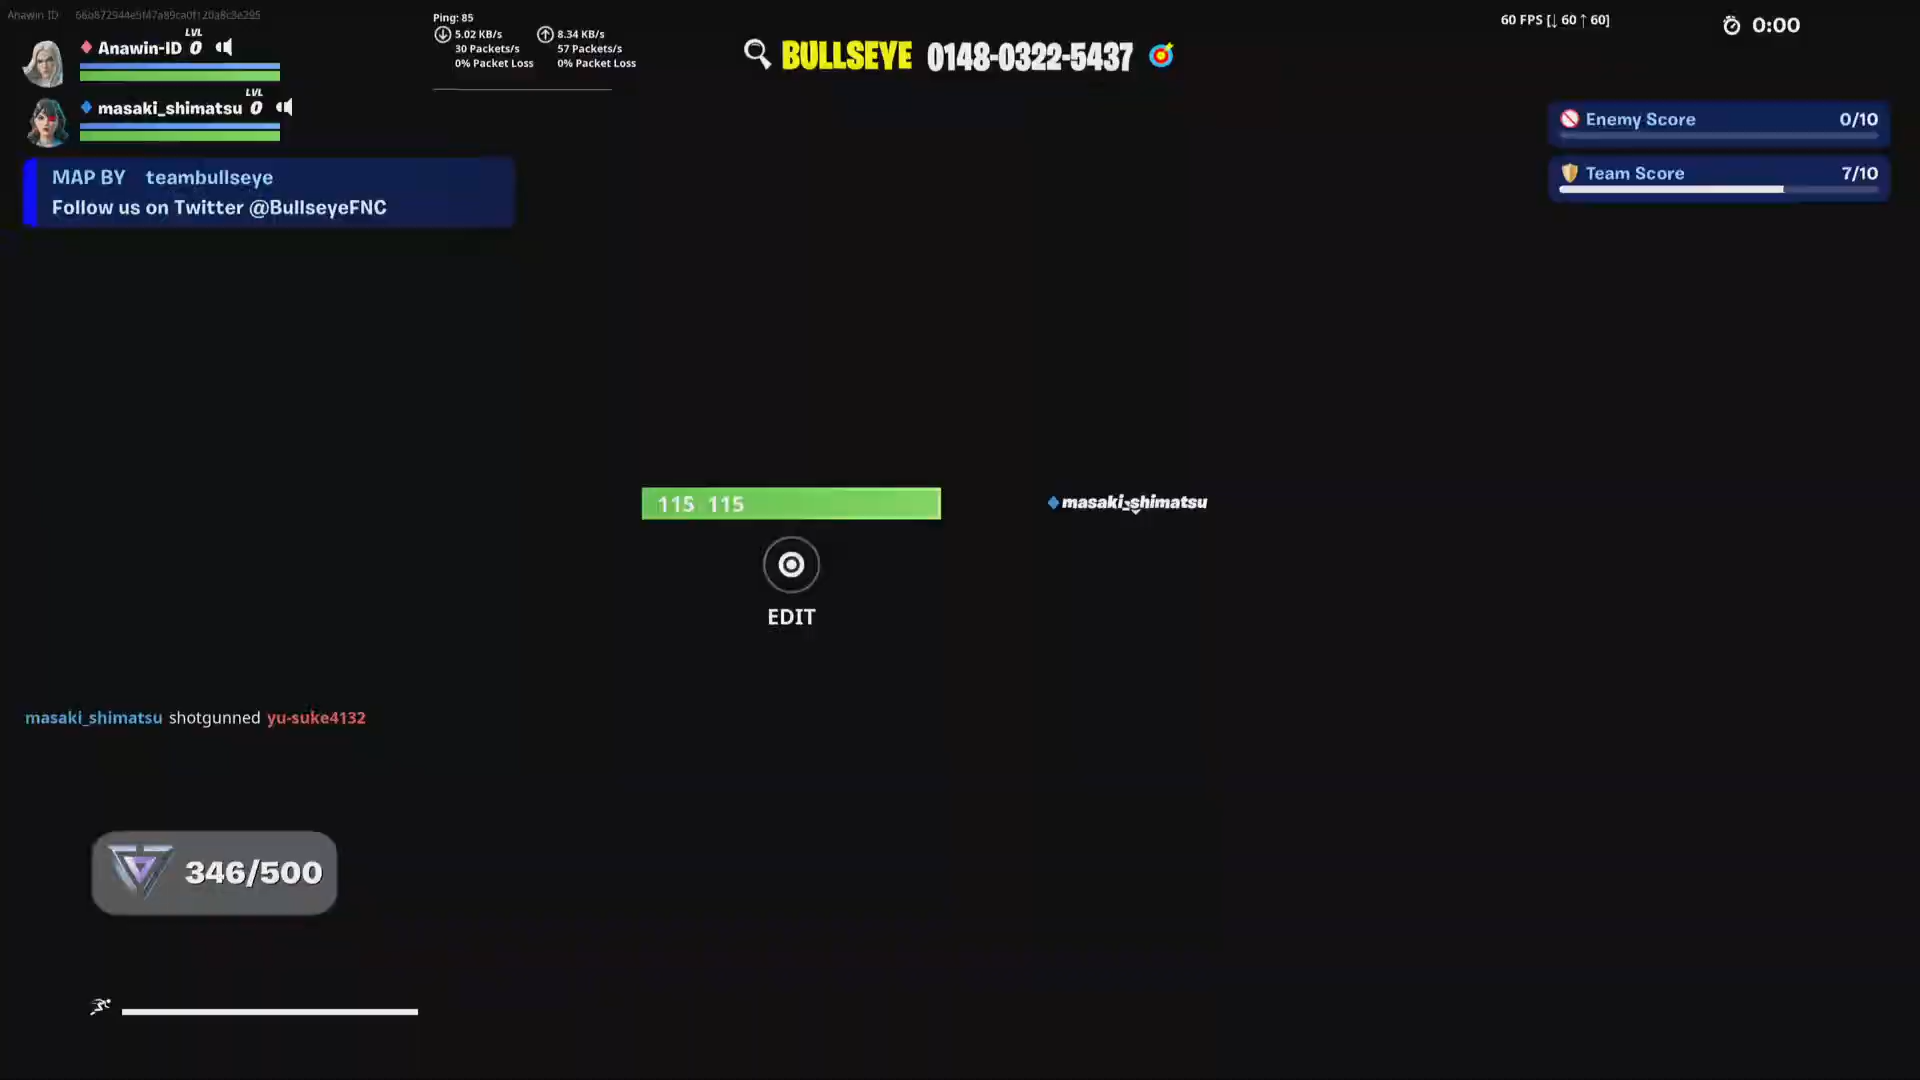 Anawin ID
Ping: 85
5.02 KB/s 8.34 KB/s
30 Packets/s 57 Packets/s
0% Packet Loss 0% Packet Loss
BULLSEYE 0148-0322-5437
60 FPS [↓ 60 ↑ 60]
0:00
LVL
Anawin-ID 0
LVL
masaki_shimatsu 0
MAP BY teambullseye
Follow us on Twitter @BullseyeFNC
Enemy Score 0/10
Team Score 7/10
115 115
masaki_shimatsu
EDIT
masaki_shimatsu shotgunned yu-suke4132
346/500